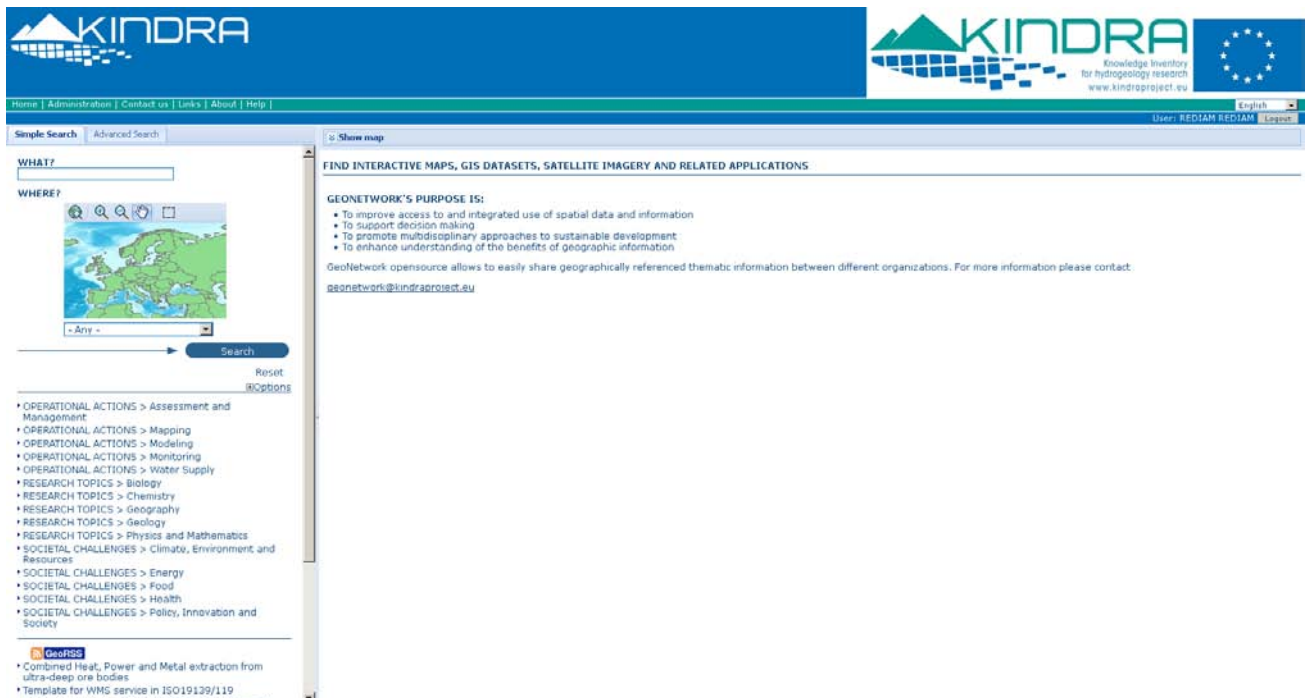 KINDRA
KINDRA
Knowledge Inventory
for hydrogeology research
www.kindraproject.eu
Home | Administration | Contact us | Links | About | Help |
English
User: REDIAM REDIAM Logout
Simple Search Advanced Search
Show map
WHAT?
WHERE?
- Any -
Search
Reset
Options
OPERATIONAL ACTIONS > Assessment and
Management
OPERATIONAL ACTIONS > Mapping
OPERATIONAL ACTIONS > Modeling
OPERATIONAL ACTIONS > Monitoring
OPERATIONAL ACTIONS > Water Supply
RESEARCH TOPICS > Biology
RESEARCH TOPICS > Chemistry
RESEARCH TOPICS > Geography
RESEARCH TOPICS > Geology
RESEARCH TOPICS > Physics and Mathematics
SOCIETAL CHALLENGES > Climate, Environment and
Resources
SOCIETAL CHALLENGES > Energy
SOCIETAL CHALLENGES > Food
SOCIETAL CHALLENGES > Health
SOCIETAL CHALLENGES > Policy, Innovation and
Society
GeoRSS
Combined Heat, Power and Metal extraction from
ultra-deep ore bodies
Template for WMS service in ISO19139/119
FIND INTERACTIVE MAPS, GIS DATASETS, SATELLITE IMAGERY AND RELATED APPLICATIONS
GEONETWORK'S PURPOSE IS:
• To improve access to and integrated use of spatial data and information
• To support decision making
• To promote multidisciplinary approaches to sustainable development
• To enhance understanding of the benefits of geographic information
GeoNetwork opensource allows to easily share geographically referenced thematic information between different organizations. For more information please contact
geonetwork@kindraproject.eu